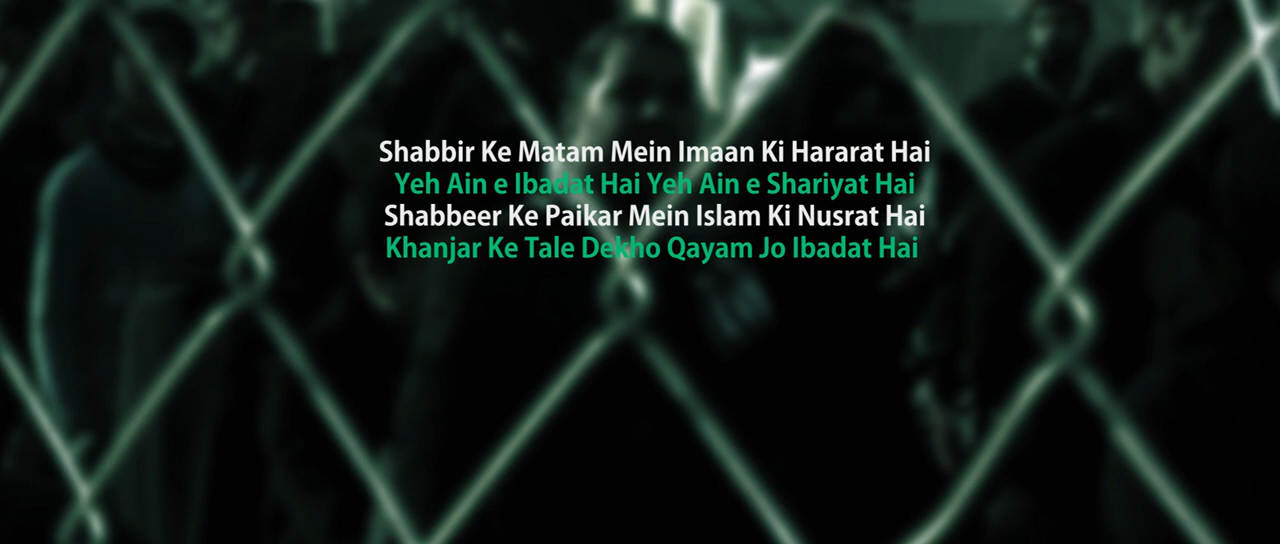 Shabbir Ke Matam Mein Imaan Ki Hararat Hai
Yeh Ain e Ibadat Hai Yeh Ain e Shariyat Hai
Shabbeer Ke Paikar Mein Islam Ki Nusrat Hai
Khanjar Ke Tale Dekho Qayam Jo Ibadat Hai